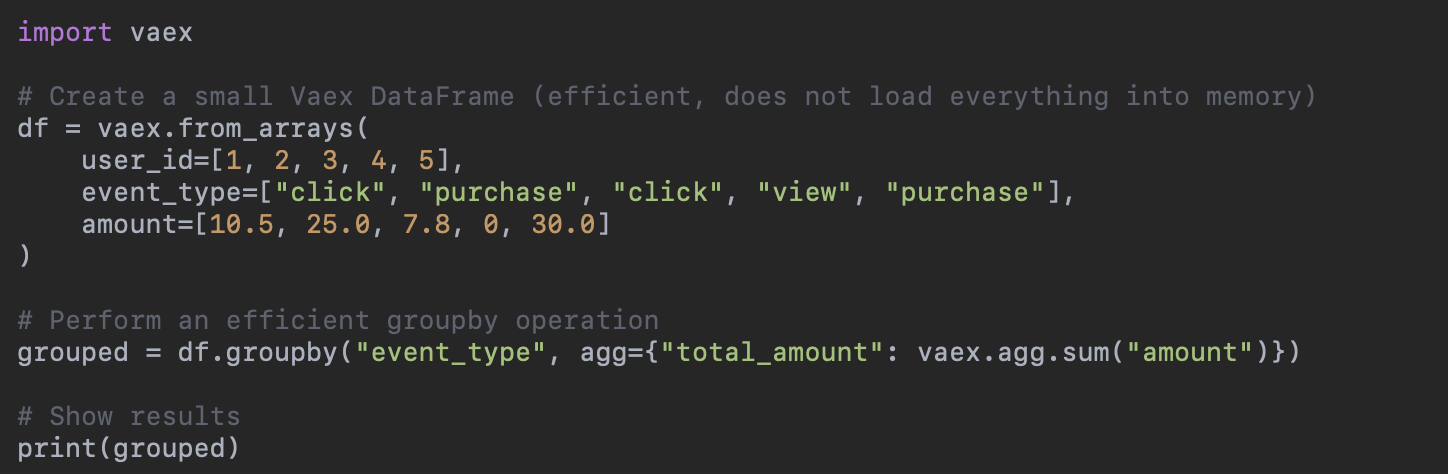 import vaex

# Create a small Vaex DataFrame (efficient, does not load everything into memory)
df = vaex.from_arrays(
    user_id=[1, 2, 3, 4, 5],
    event_type=["click", "purchase", "click", "view", "purchase"],
    amount=[10.5, 25.0, 7.8, 0, 30.0]
)

# Perform an efficient groupby operation
grouped = df.groupby("event_type", agg={"total_amount": vaex.agg.sum("amount")})

# Show results
print(grouped)